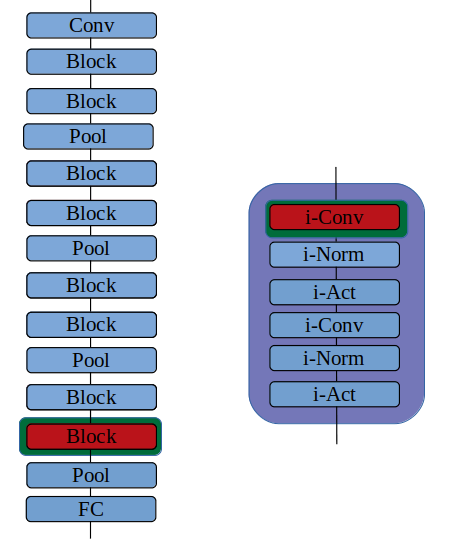 Conv
Block
Block
Pool
Block
Block
Pool
Block
Block
Pool
Block
Block
Pool
FC
i-Conv
i-Norm
i-Act
i-Conv
i-Norm
i-Act